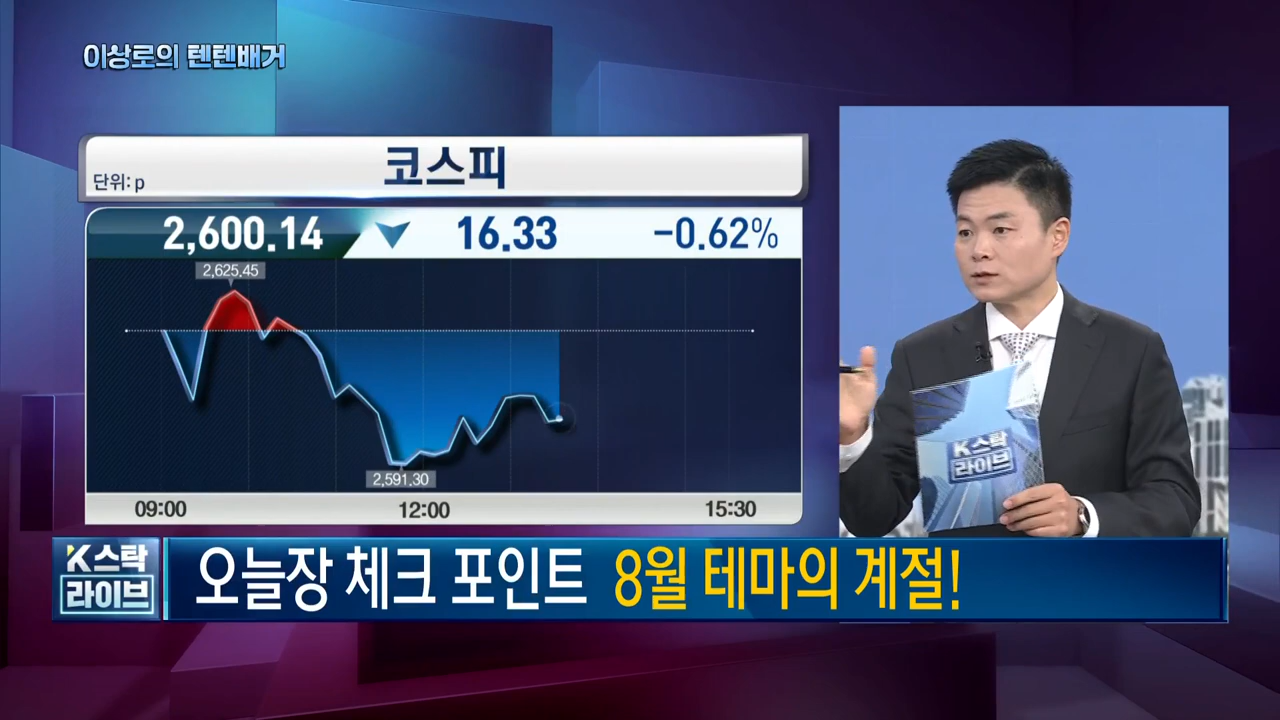 이상로의 텐텐배거
코스피
단위: p
2,600.14 ▼ 16.33 -0.62%
2,625.45
2,591.30
09:00 12:00 15:30
K스탁
라이브
K스탁
라이브
오늘장 체크 포인트 8월 테마의 계절!